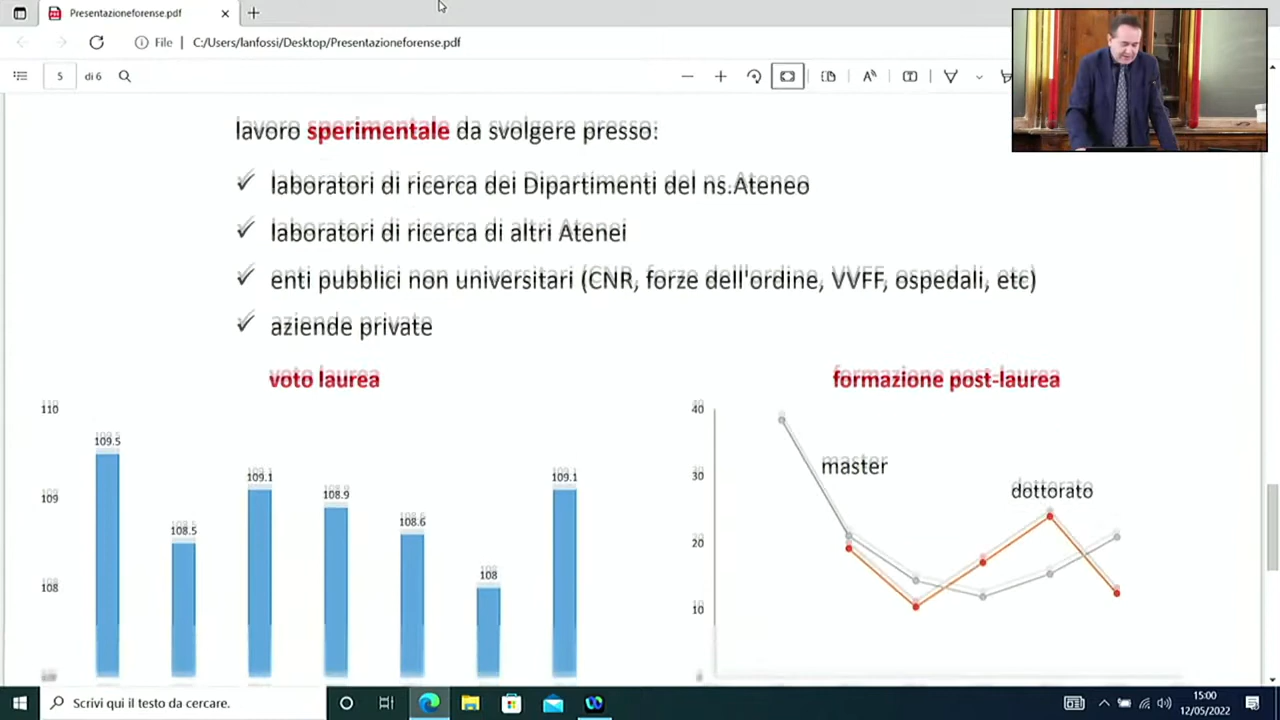 Presentazioneforense.pdf
File C:/Users/lanfossi/Desktop/Presentazioneforense.pdf
5 di 6
lavoro sperimentale da svolgere presso:
✓ laboratori di ricerca dei Dipartimenti del ns.Ateneo
✓ laboratori di ricerca di altri Atenei
✓ enti pubblici non universitari (CNR, forze dell'ordine, VVFF, ospedali, etc)
✓ aziende private
voto laurea
110
109
108
109.5
108.5
109.1
108.9
108.6
108
109.1
formazione post-laurea
40
30
20
10
master
dottorato
Scrivi qui il testo da cercare.
15:00
12/05/2022